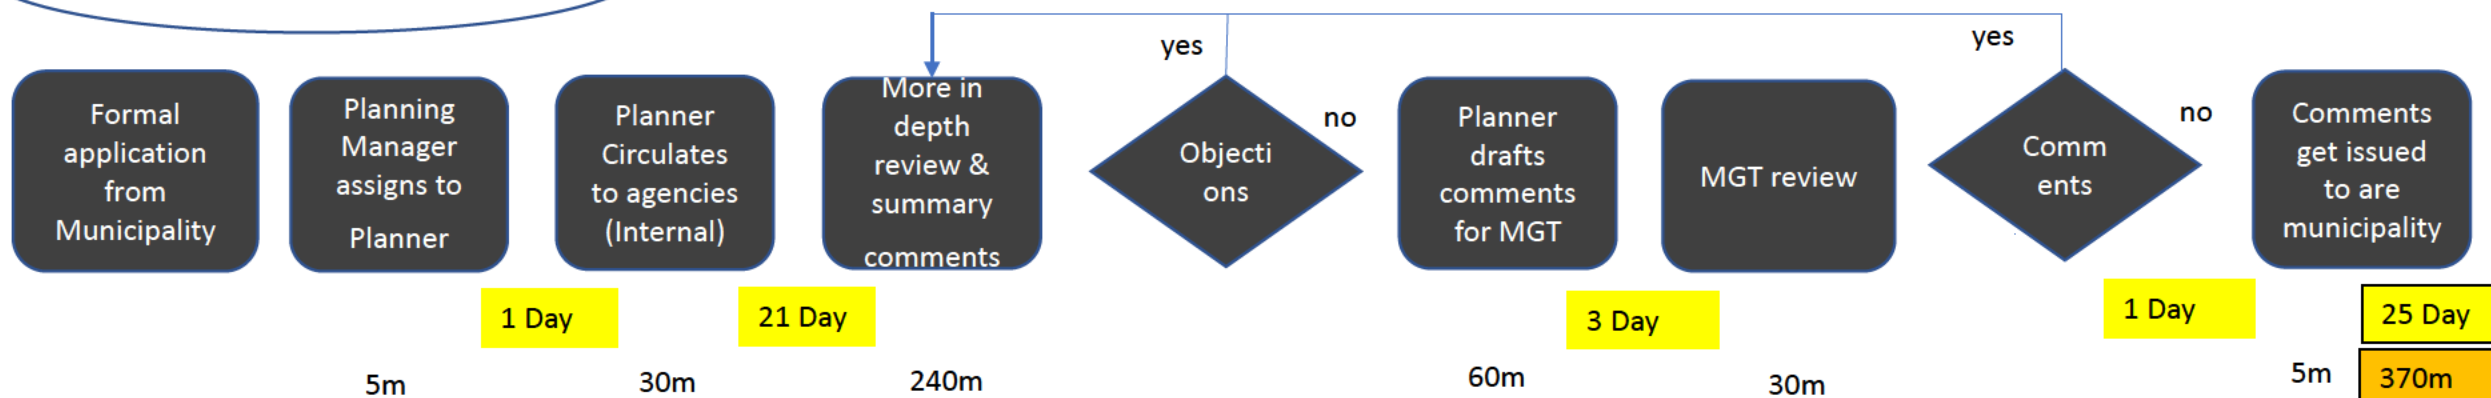 Formal
application
from
Municipality
Planning
Manager
assigns to
Planner
Planner
Circulates
to agencies
(Internal)
More in
depth
review &
summary
comments
yes
Objecti
ons
no
Planner
drafts
comments
for MGT
MGT review
yes
Comm
ents
no
Comments
get issued
to are
municipality
1 Day
21 Day
3 Day
1 Day
25 Day
5m
30m
240m
60m
30m
5m
370m